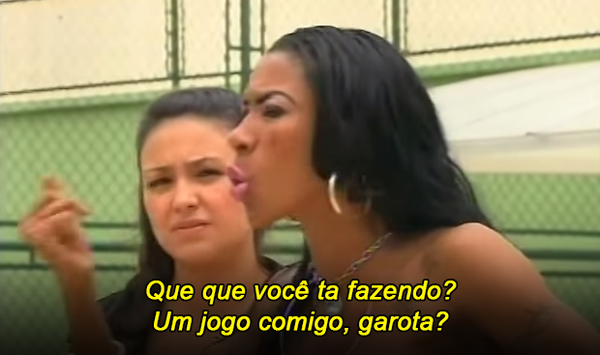 Que que você ta fazendo?
Um jogo comigo, garota?